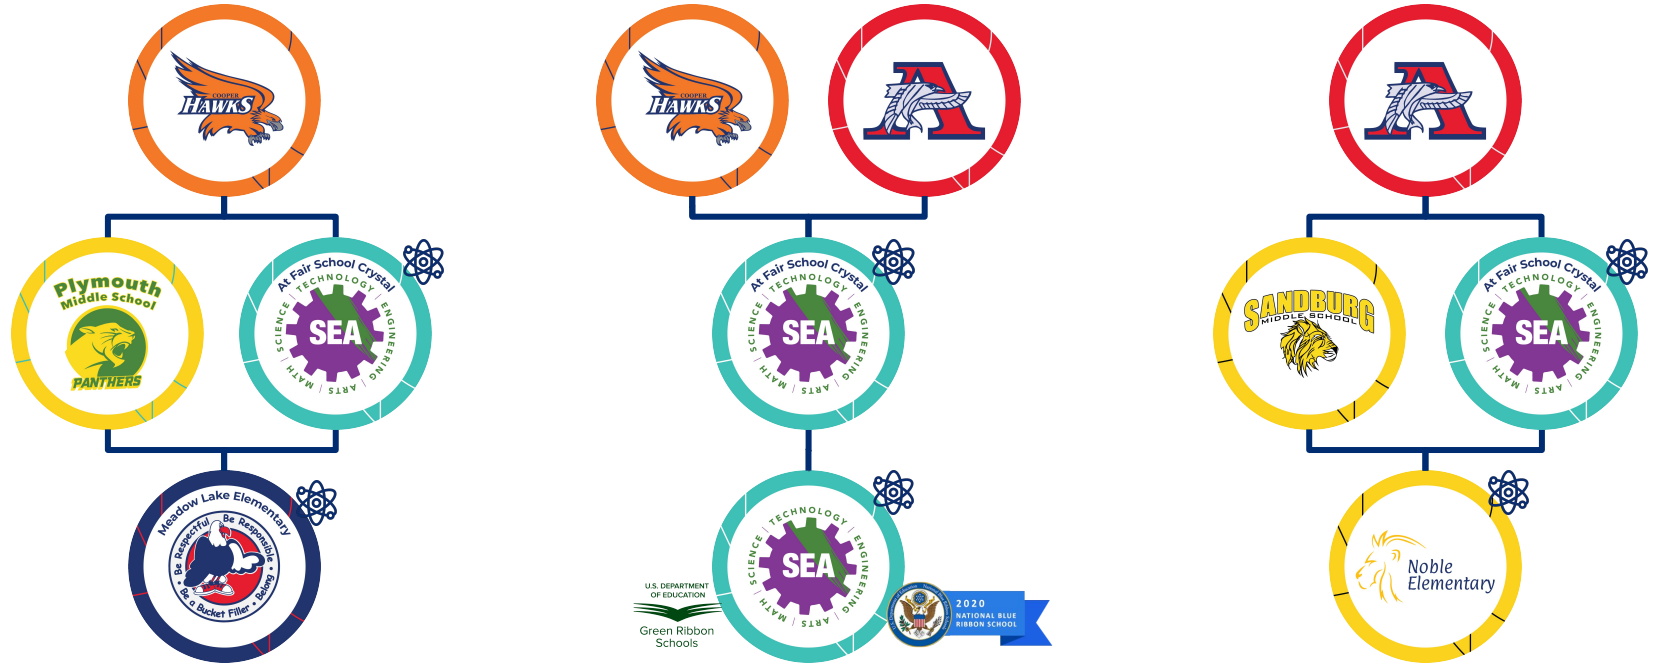 COOPER
HAWKS
COOPER
HAWKS
A
A
Plymouth
Middle School
PANTHERS
At Fair School Crystal
SCIENCE | TECHNOLOGY | ENGINEERING | ARTS | MATH
SEA
At Fair School Crystal
SCIENCE | TECHNOLOGY | ENGINEERING | ARTS | MATH
SEA
SANDBURG
MIDDLE SCHOOL
At Fair School Crystal
SCIENCE | TECHNOLOGY | ENGINEERING | ARTS | MATH
SEA
Meadow Lake Elementary
Be Respectful Be Responsible
Be a Bucket Filler • Belong •
SCIENCE | TECHNOLOGY | ENGINEERING | ARTS | MATH
SEA
U.S. DEPARTMENT
OF EDUCATION
Green Ribbon
Schools
2020
NATIONAL BLUE
RIBBON SCHOOL
Noble
Elementary